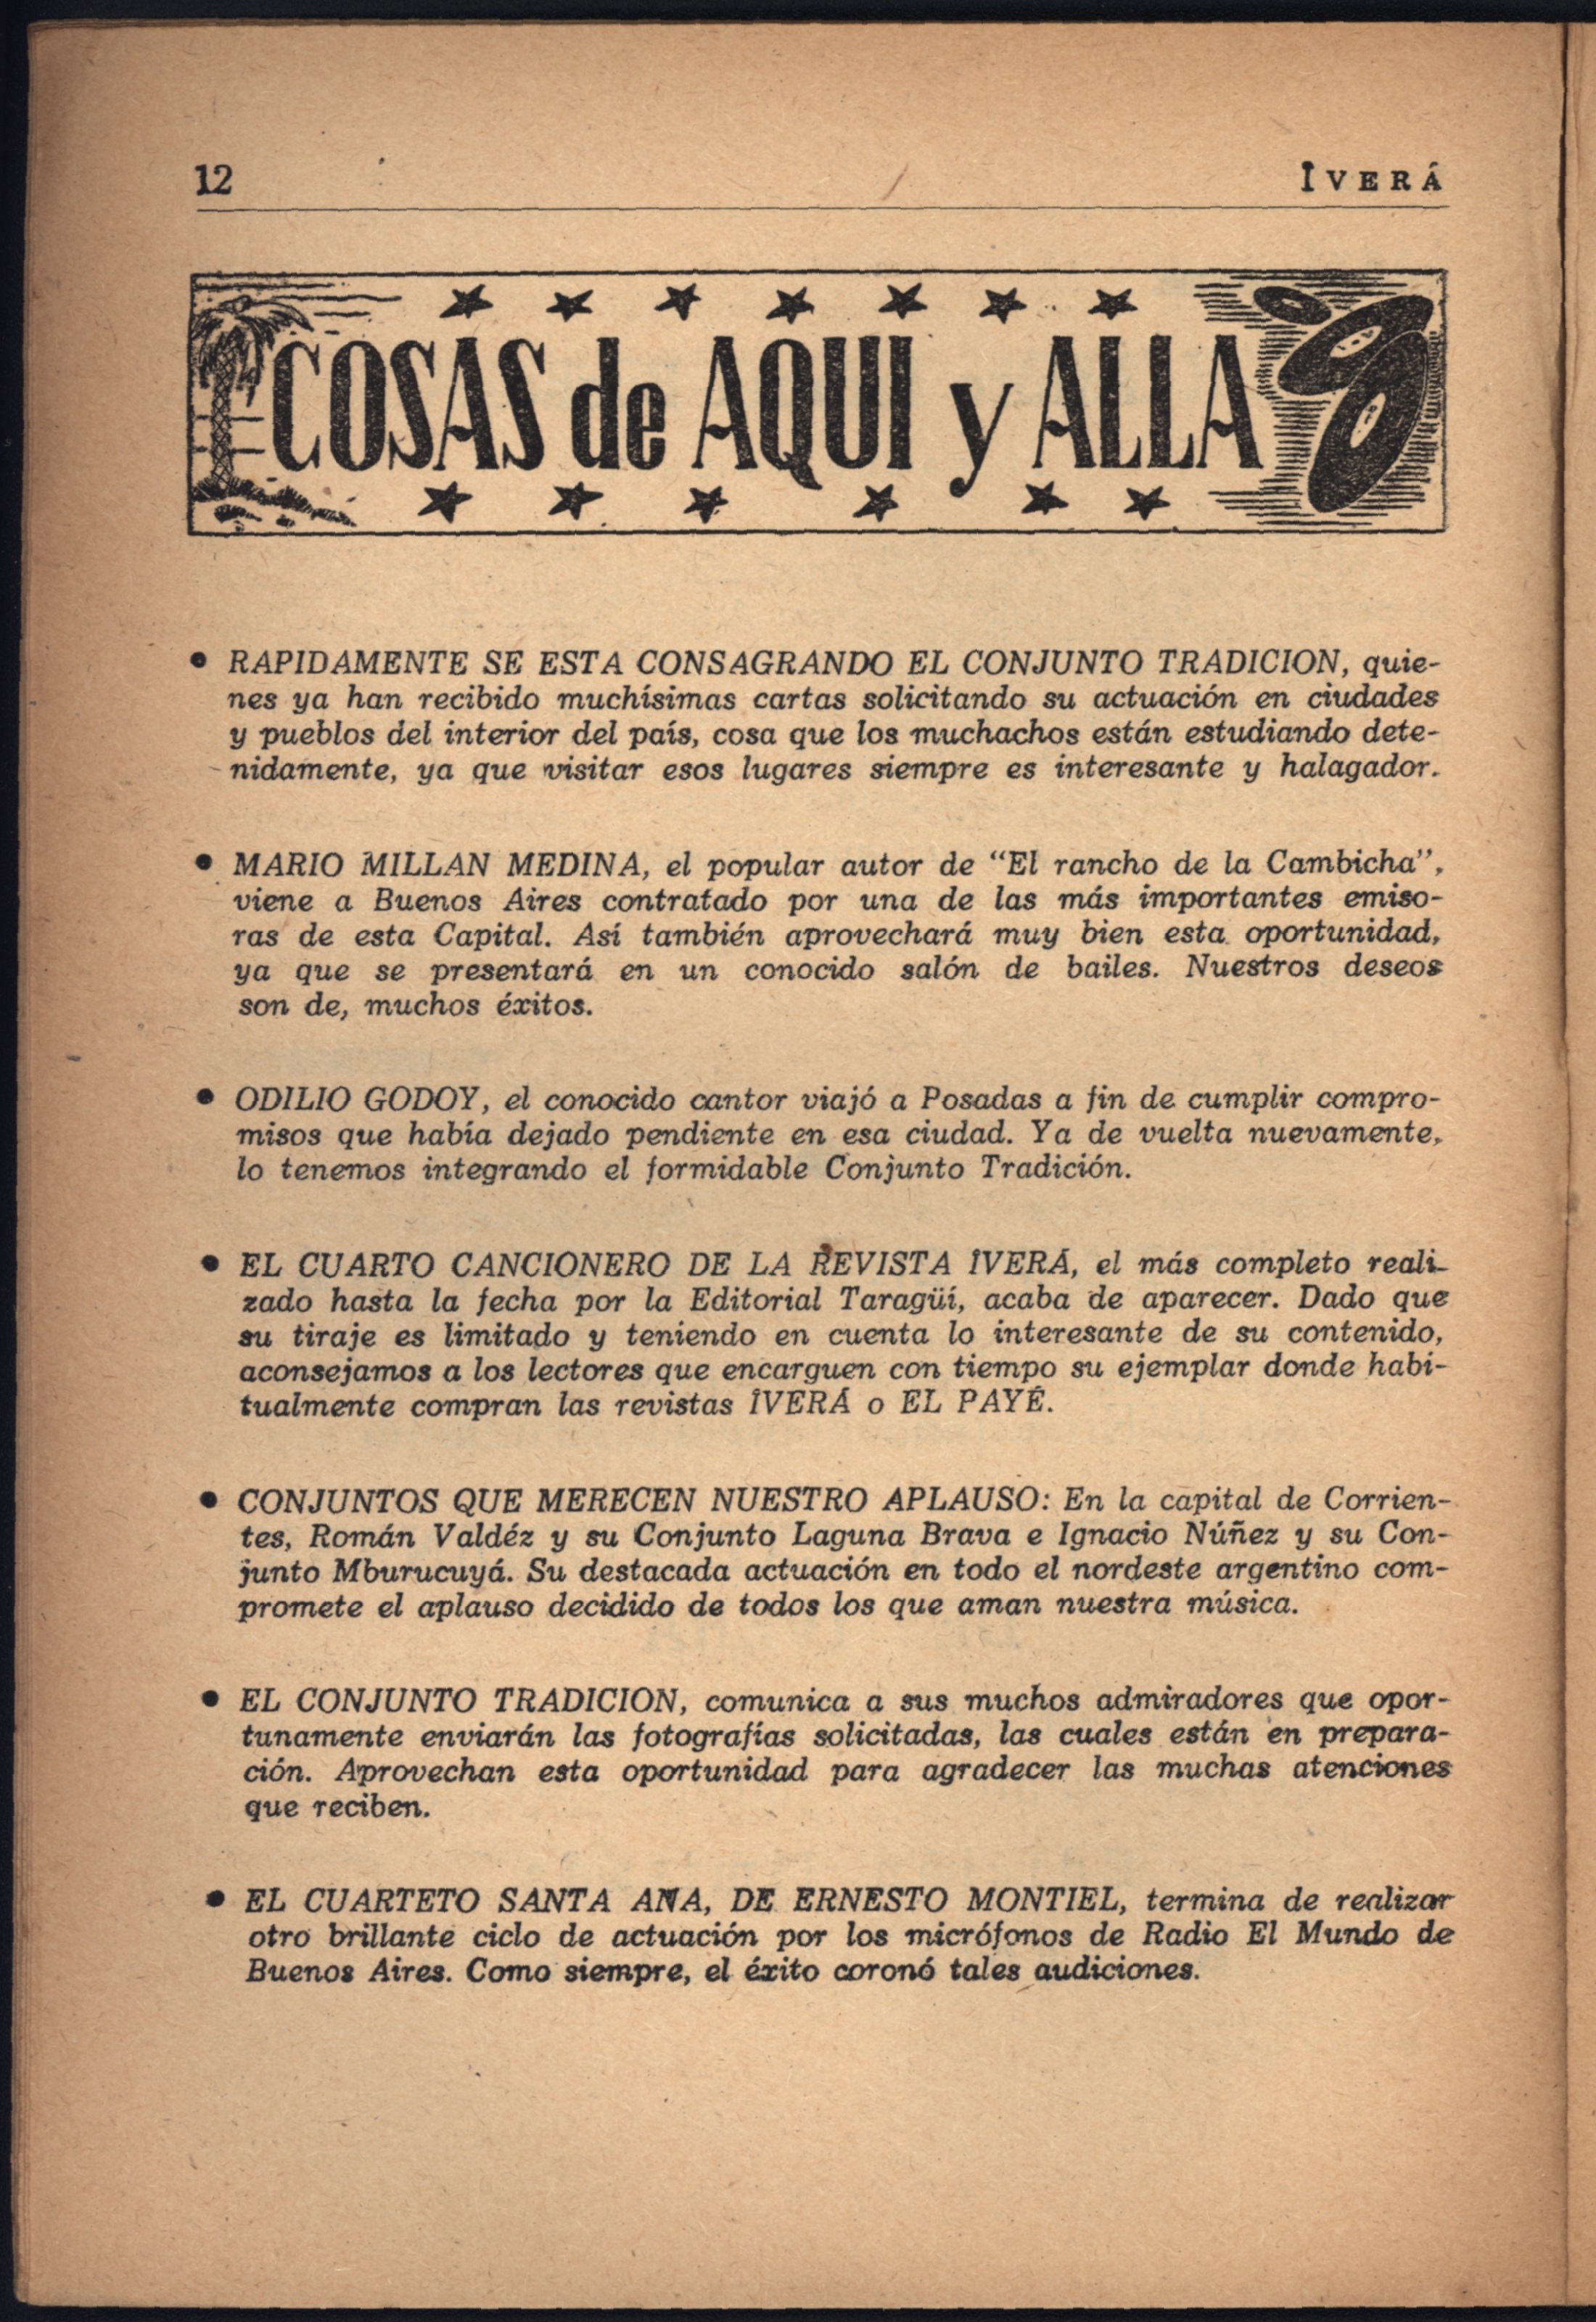 12
ÎVERÁ
COSAS de AQUI y ALLA
• RAPIDAMENTE SE ESTA CONSAGRANDO EL CONJUNTO TRADICION, quie-
nes ya han recibido muchísimas cartas solicitando su actuación en ciudades
y pueblos del interior del país, cosa que los muchachos están estudiando dete-
nidamente, ya que visitar esos lugares siempre es interesante y halagador.
• MARIO MILLAN MEDINA, el popular autor de “El rancho de la Cambicha”,
viene a Buenos Aires contratado por una de las más importantes emiso-
ras de esta Capital. Así también aprovechará muy bien esta oportunidad,
ya que se presentará en un conocido salón de bailes. Nuestros deseos
son de, muchos éxitos.
• ODILIO GODOY, el conocido cantor viajó a Posadas a fin de cumplir compro-
misos que había dejado pendiente en esa ciudad. Ya de vuelta nuevamente,
lo tenemos integrando el formidable Conjunto Tradición.
• EL CUARTO CANCIONERO DE LA REVISTA ÎVERÁ, el más completo reali-
zado hasta la fecha por la Editorial Taragüí, acaba de aparecer. Dado que
su tiraje es limitado y teniendo en cuenta lo interesante de su contenido,
aconsejamos a los lectores que encarguen con tiempo su ejemplar donde habi-
tualmente compran las revistas ÎVERÁ o EL PAYÉ.
• CONJUNTOS QUE MERECEN NUESTRO APLAUSO: En la capital de Corrien-
tes, Román Valdéz y su Conjunto Laguna Brava e Ignacio Núñez y su Con-
junto Mburucuyá. Su destacada actuación en todo el nordeste argentino com-
promete el aplauso decidido de todos los que aman nuestra música.
• EL CONJUNTO TRADICION, comunica a sus muchos admiradores que opor-
tunamente enviarán las fotografías solicitadas, las cuales están en prepara-
ción. Aprovechan esta oportunidad para agradecer las muchas atenciones
que reciben.
• EL CUARTETO SANTA ANA, DE ERNESTO MONTIEL, termina de realizar
otro brillante ciclo de actuación por los micrófonos de Radio El Mundo de
Buenos Aires. Como siempre, el éxito coronó tales audiciones.